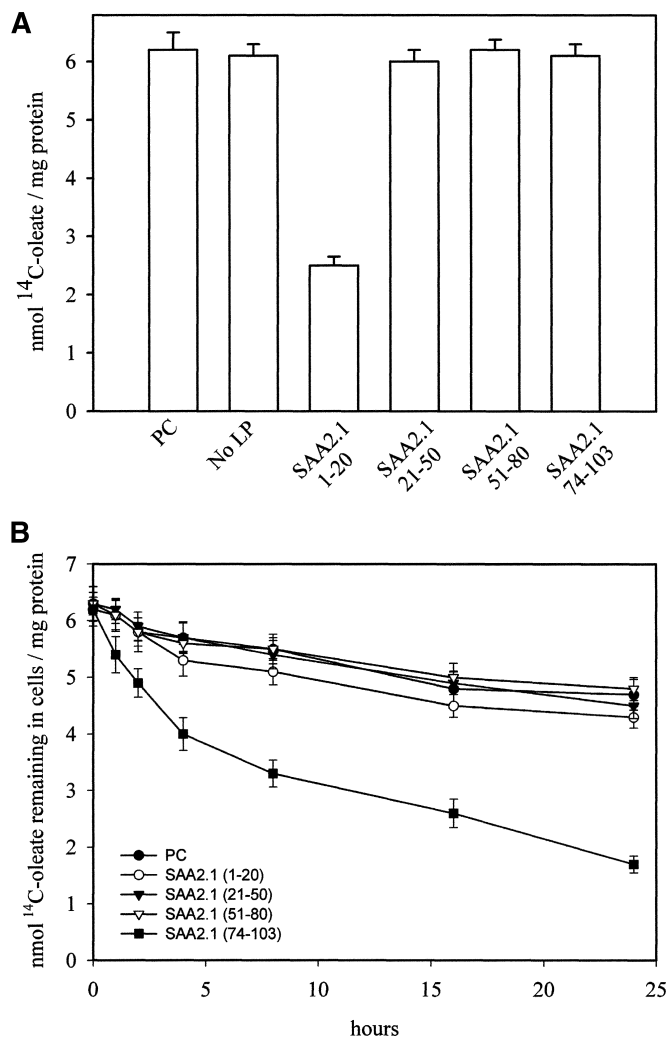 A
nmol 14C-oleate / mg protein
6
5
4
3
2
1
0
PC
No LP
SAA2.1
1-20
SAA2.1
21-50
SAA2.1
51-80
SAA2.1
74-103
B
nmol 14C-oleate remaining in cells / mg protein
7
6
5
4
3
2
1
0
PC
SAA2.1 (1-20)
SAA2.1 (21-50)
SAA2.1 (51-80)
SAA2.1 (74-103)
0 5 10 15 20 25
hours